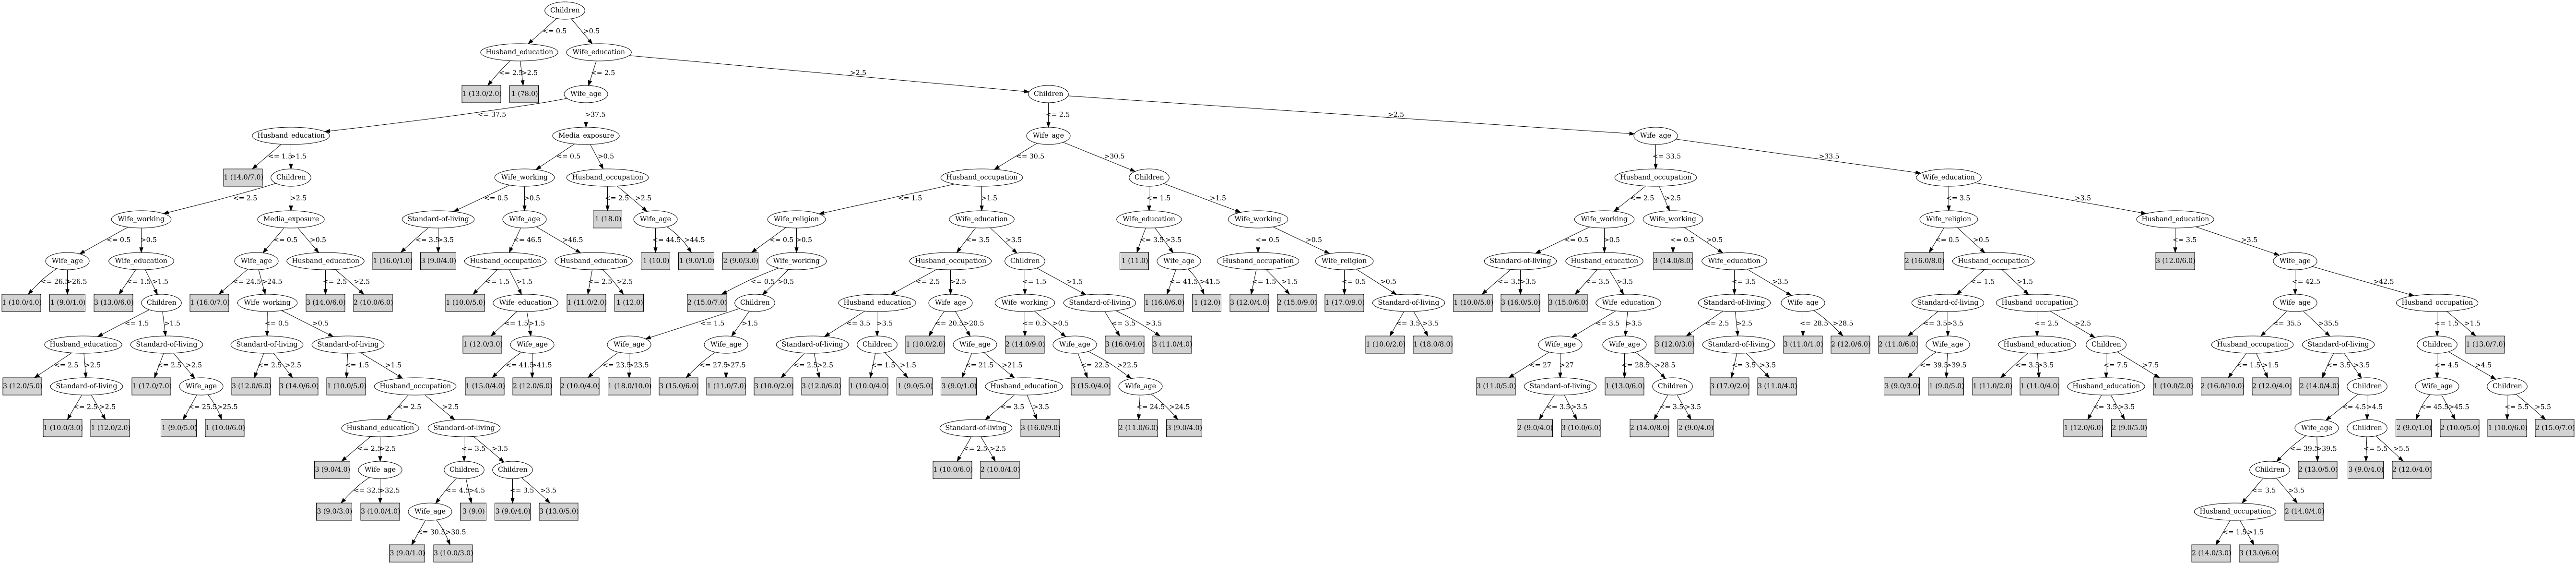 Children
<= 0.5 >0.5
Husband_education Wife_education
<= 2.5 >2.5 <= 2.5 >2.5
1 (13.0/2.0) 1 (78.0) Wife_age Children
<= 37.5 >37.5 <= 2.5 >2.5
Husband_education Media_exposure Wife_age Wife_age
<= 1.5 >1.5 <= 0.5 >0.5 <= 30.5 >30.5 <= 33.5 >33.5
1 (14.0/7.0) Children Wife_working Husband_occupation Husband_occupation Children Husband_occupation Wife_education
<= 2.5 >2.5 <= 0.5 >0.5 <= 2.5 >2.5 <= 1.5 >1.5 <= 1.5 >1.5 <= 2.5 >2.5 <= 3.5 >3.5
Wife_working Media_exposure Standard-of-living Wife_age 1 (18.0) Wife_age Wife_religion Wife_education Wife_education Wife_working Wife_working Wife_working Wife_religion Husband_education
<= 0.5 >0.5 <= 0.5 >0.5 <= 3.5 >3.5 <= 46.5 >46.5 <= 44.5 >44.5 <= 0.5 >0.5 <= 3.5 >3.5 <= 3.5 >3.5 <= 0.5 >0.5 <= 0.5 >0.5 <= 0.5 >0.5 <= 0.5 >0.5 <= 3.5 >3.5
Wife_age Wife_education Wife_age Husband_education 1 (16.0/1.0) 3 (9.0/4.0) Husband_occupation Husband_education 1 (10.0) 1 (9.0/1.0) 2 (9.0/3.0) Wife_working Husband_occupation Children 1 (11.0) Wife_age Husband_occupation Wife_religion Standard-of-living Husband_education 3 (14.0/8.0) Wife_education 2 (16.0/8.0) Husband_occupation 3 (12.0/6.0) Wife_age
<= 26.5 >26.5 <= 1.5 >1.5 <= 24.5 >24.5 <= 2.5 >2.5 <= 1.5 >1.5 <= 2.5 >2.5 <= 0.5 >0.5 <= 2.5 >2.5 <= 1.5 >1.5 <= 41.5 >41.5 <= 1.5 >1.5 <= 0.5 >0.5 <= 3.5 >3.5 <= 3.5 >3.5 <= 3.5 >3.5 <= 1.5 >1.5 <= 42.5 >42.5
1 (10.0/4.0) 1 (9.0/1.0) 3 (13.0/6.0) Children 1 (16.0/7.0) Wife_working 3 (14.0/6.0) 2 (10.0/6.0) 1 (10.0/5.0) Wife_education 1 (11.0/2.0) 1 (12.0) 2 (15.0/7.0) Children Husband_education Wife_age Wife_working Standard-of-living 1 (16.0/6.0) 1 (12.0) 3 (12.0/4.0) 2 (15.0/9.0) 1 (17.0/9.0) Standard-of-living 1 (10.0/5.0) 3 (16.0/5.0) 3 (15.0/6.0) Wife_education Standard-of-living Wife_age Standard-of-living Husband_occupation Wife_age Husband_occupation
<= 1.5 >1.5 <= 0.5 >0.5 <= 1.5 >1.5 <= 1.5 >1.5 <= 3.5 >3.5 <= 20.5 >20.5 <= 0.5 >0.5 <= 3.5 >3.5 <= 3.5 >3.5 <= 3.5 >3.5 <= 2.5 >2.5 <= 28.5 >28.5 <= 3.5 >3.5 <= 2.5 >2.5 <= 35.5 >35.5 <= 1.5 >1.5
Husband_education Standard-of-living Standard-of-living Standard-of-living 1 (12.0/3.0) Wife_age Wife_age Wife_age Standard-of-living Children 1 (10.0/2.0) Wife_age 2 (14.0/9.0) Wife_age 3 (16.0/4.0) 3 (11.0/4.0) 1 (10.0/2.0) 1 (18.0/8.0) Wife_age Wife_age 3 (12.0/3.0) Standard-of-living 3 (11.0/1.0) 2 (12.0/6.0) 2 (11.0/6.0) Wife_age Husband_education Children Husband_occupation Standard-of-living Children 1 (13.0/7.0)
<= 2.5 >2.5 <= 2.5 >2.5 <= 2.5 >2.5 <= 1.5 >1.5 <= 41.5 >41.5 <= 23.5 >23.5 <= 27.5 >27.5 <= 2.5 >2.5 <= 1.5 >1.5 <= 21.5 >21.5 <= 22.5 >22.5 <= 27 >27 <= 28.5 >28.5 <= 3.5 >3.5 <= 39.5 >39.5 <= 3.5 >3.5 <= 7.5 >7.5 <= 1.5 >1.5 <= 3.5 >3.5 <= 4.5 >4.5
3 (12.0/5.0) Standard-of-living 1 (17.0/7.0) Wife_age 3 (12.0/6.0) 3 (14.0/6.0) 1 (10.0/5.0) Husband_occupation 1 (15.0/4.0) 2 (12.0/6.0) 2 (10.0/4.0) 1 (18.0/10.0) 3 (15.0/6.0) 1 (11.0/7.0) 3 (10.0/2.0) 3 (12.0/6.0) 1 (10.0/4.0) 1 (9.0/5.0) 3 (9.0/1.0) Husband_education 3 (15.0/4.0) Wife_age 3 (11.0/5.0) Standard-of-living 1 (13.0/6.0) Children 3 (17.0/2.0) 3 (11.0/4.0) 3 (9.0/3.0) 1 (9.0/5.0) 1 (11.0/2.0) 1 (11.0/4.0) Husband_education 1 (10.0/2.0) 2 (16.0/10.0) 2 (12.0/4.0) 2 (14.0/4.0) Children Wife_age Children
<= 2.5 >2.5 <= 25.5 >25.5 <= 2.5 >2.5 <= 3.5 >3.5 <= 24.5 >24.5 <= 3.5 >3.5 <= 3.5 >3.5 <= 3.5 >3.5 <= 4.5 >4.5 <= 45.5 >45.5 <= 5.5 >5.5
1 (10.0/3.0) 1 (12.0/2.0) 1 (9.0/5.0) 1 (10.0/6.0) Husband_education Standard-of-living Standard-of-living 3 (16.0/9.0) 2 (11.0/6.0) 3 (9.0/4.0) 2 (9.0/4.0) 3 (10.0/6.0) 2 (14.0/8.0) 2 (9.0/4.0) 1 (12.0/6.0) 2 (9.0/5.0) Wife_age Children 2 (9.0/1.0) 2 (10.0/5.0) 1 (10.0/6.0) 2 (15.0/7.0)
<= 2.5 >2.5 <= 3.5 >3.5 <= 2.5 >2.5 <= 39.5 >39.5 <= 5.5 >5.5
3 (9.0/4.0) Wife_age Children Children 1 (10.0/6.0) 2 (10.0/4.0) Children 2 (13.0/5.0) 3 (9.0/4.0) 2 (12.0/4.0)
<= 32.5 >32.5 <= 4.5 >4.5 <= 3.5 >3.5 <= 3.5 >3.5
3 (9.0/3.0) 3 (10.0/4.0) Wife_age 3 (9.0) 3 (9.0/4.0) 3 (13.0/5.0) Husband_occupation 2 (14.0/4.0)
<= 30.5 >30.5 <= 1.5 >1.5
3 (9.0/1.0) 3 (10.0/3.0) 2 (14.0/3.0) 3 (13.0/6.0)